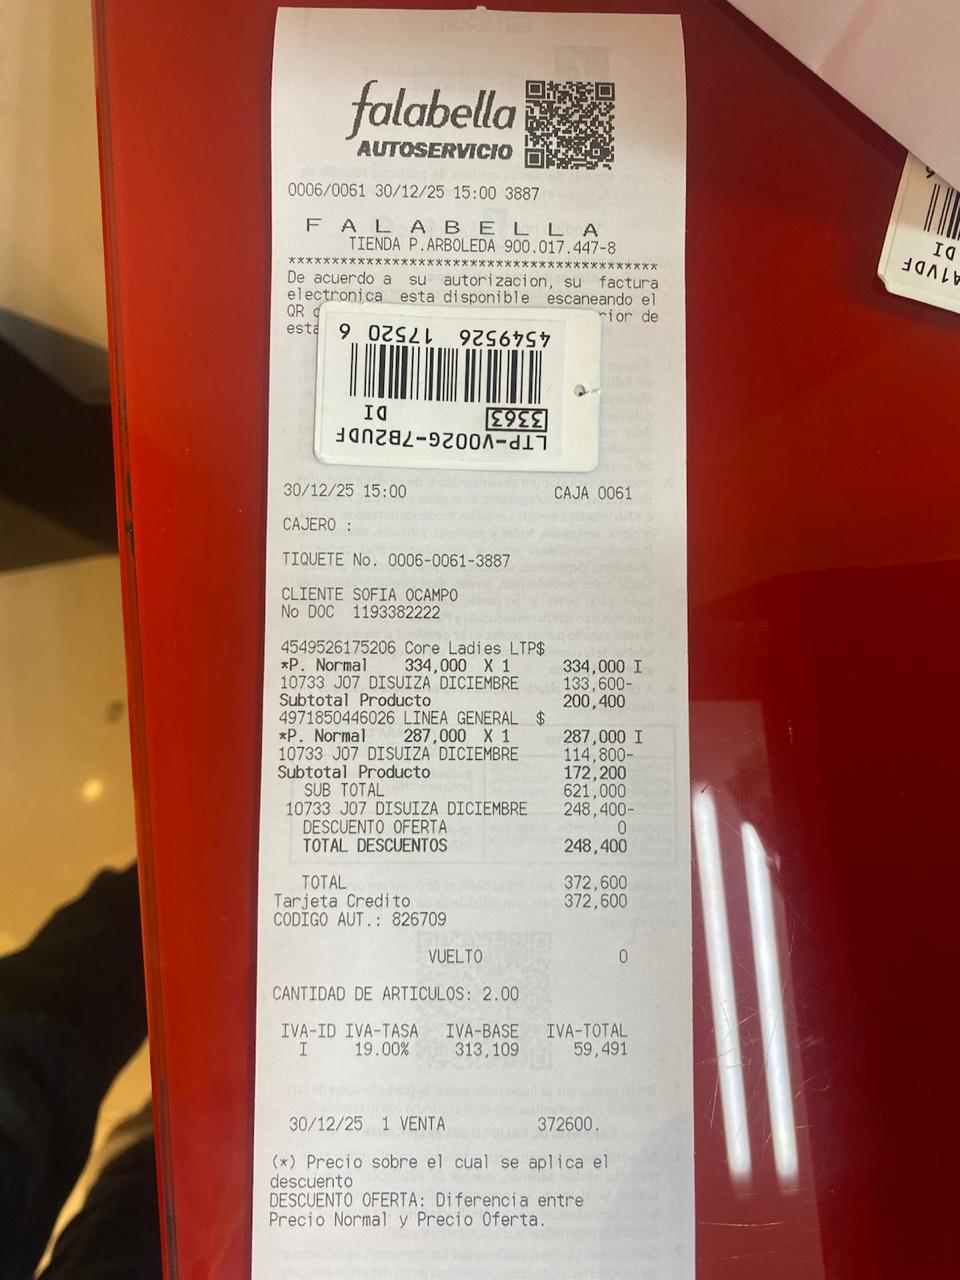 falabella
AUTOSERVICIO
0006/0061 30/12/25 15:00 3887
F A L A B E L L A
TIENDA P.ARBOLEDA 900.017.447-8
******************************************
De acuerdo a su autorizacion, su factura
electronica esta disponible escaneando el
QR rior de
esta
4549526 17520 6
DI
3363
LTP-V002G-7B2UDF
A1VDF
DI
6
30/12/25 15:00 CAJA 0061
CAJERO :
TIQUETE No. 0006-0061-3887
CLIENTE SOFIA OCAMPO
No DOC 1193382222
4549526175206 Core Ladies LTP$
*P. Normal 334,000 X 1 334,000 I
10733 J07 DISUIZA DICIEMBRE 133,600-
Subtotal Producto 200,400
4971850446026 LINEA GENERAL $
*P. Normal 287,000 X 1 287,000 I
10733 J07 DISUIZA DICIEMBRE 114,800-
Subtotal Producto 172,200
SUB TOTAL 621,000
10733 J07 DISUIZA DICIEMBRE 248,400-
DESCUENTO OFERTA 0
TOTAL DESCUENTOS 248,400
TOTAL 372,600
Tarjeta Credito 372,600
CODIGO AUT.: 826709
VUELTO 0
CANTIDAD DE ARTICULOS: 2.00
IVA-ID IVA-TASA IVA-BASE IVA-TOTAL
I 19.00% 313,109 59,491
30/12/25 1 VENTA 372600.
(*) Precio sobre el cual se aplica el
descuento
DESCUENTO OFERTA: Diferencia entre
Precio Normal y Precio Oferta.